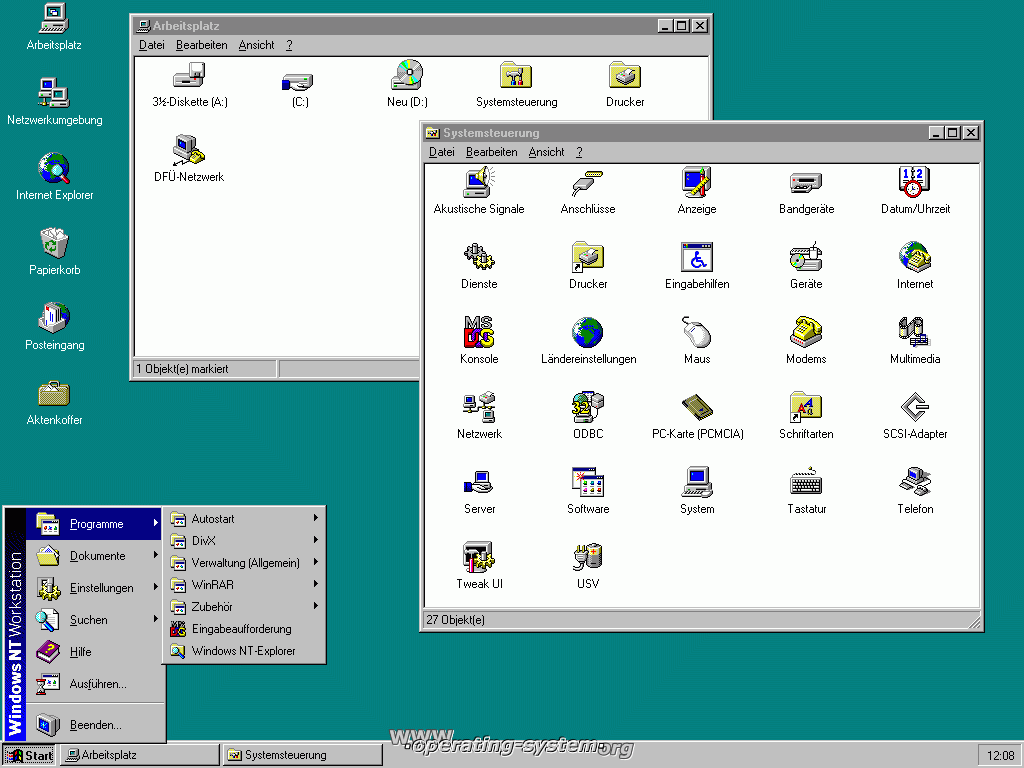 Arbeitsplatz
Netzwerkumgebung
Internet Explorer
Papierkorb
Posteingang
Aktenkoffer
Arbeitsplatz
Datei Bearbeiten Ansicht ?
3½-Diskette (A:) (C:) Neu (D:) Systemsteuerung Drucker
DFÜ-Netzwerk
1 Objekt(e) markiert
Systemsteuerung
Datei Bearbeiten Ansicht ?
Akustische Signale Anschlüsse Anzeige Bandgeräte Datum/Uhrzeit
Dienste Drucker Eingabehilfen Geräte Internet
Konsole Ländereinstellungen Maus Modems Multimedia
Netzwerk ODBC PC-Karte (PCMCIA) Schriftarten SCSI-Adapter
Server Software System Tastatur Telefon
Tweak UI USV
27 Objekt(e)
Windows NT Workstation
Programme
Dokumente
Einstellungen
Suchen
Hilfe
Ausführen...
Beenden...
Autostart
DivX
Verwaltung (Allgemein)
WinRAR
Zubehör
Eingabeaufforderung
Windows NT-Explorer
Start Arbeitsplatz Systemsteuerung 12:08
www.operating-system.org